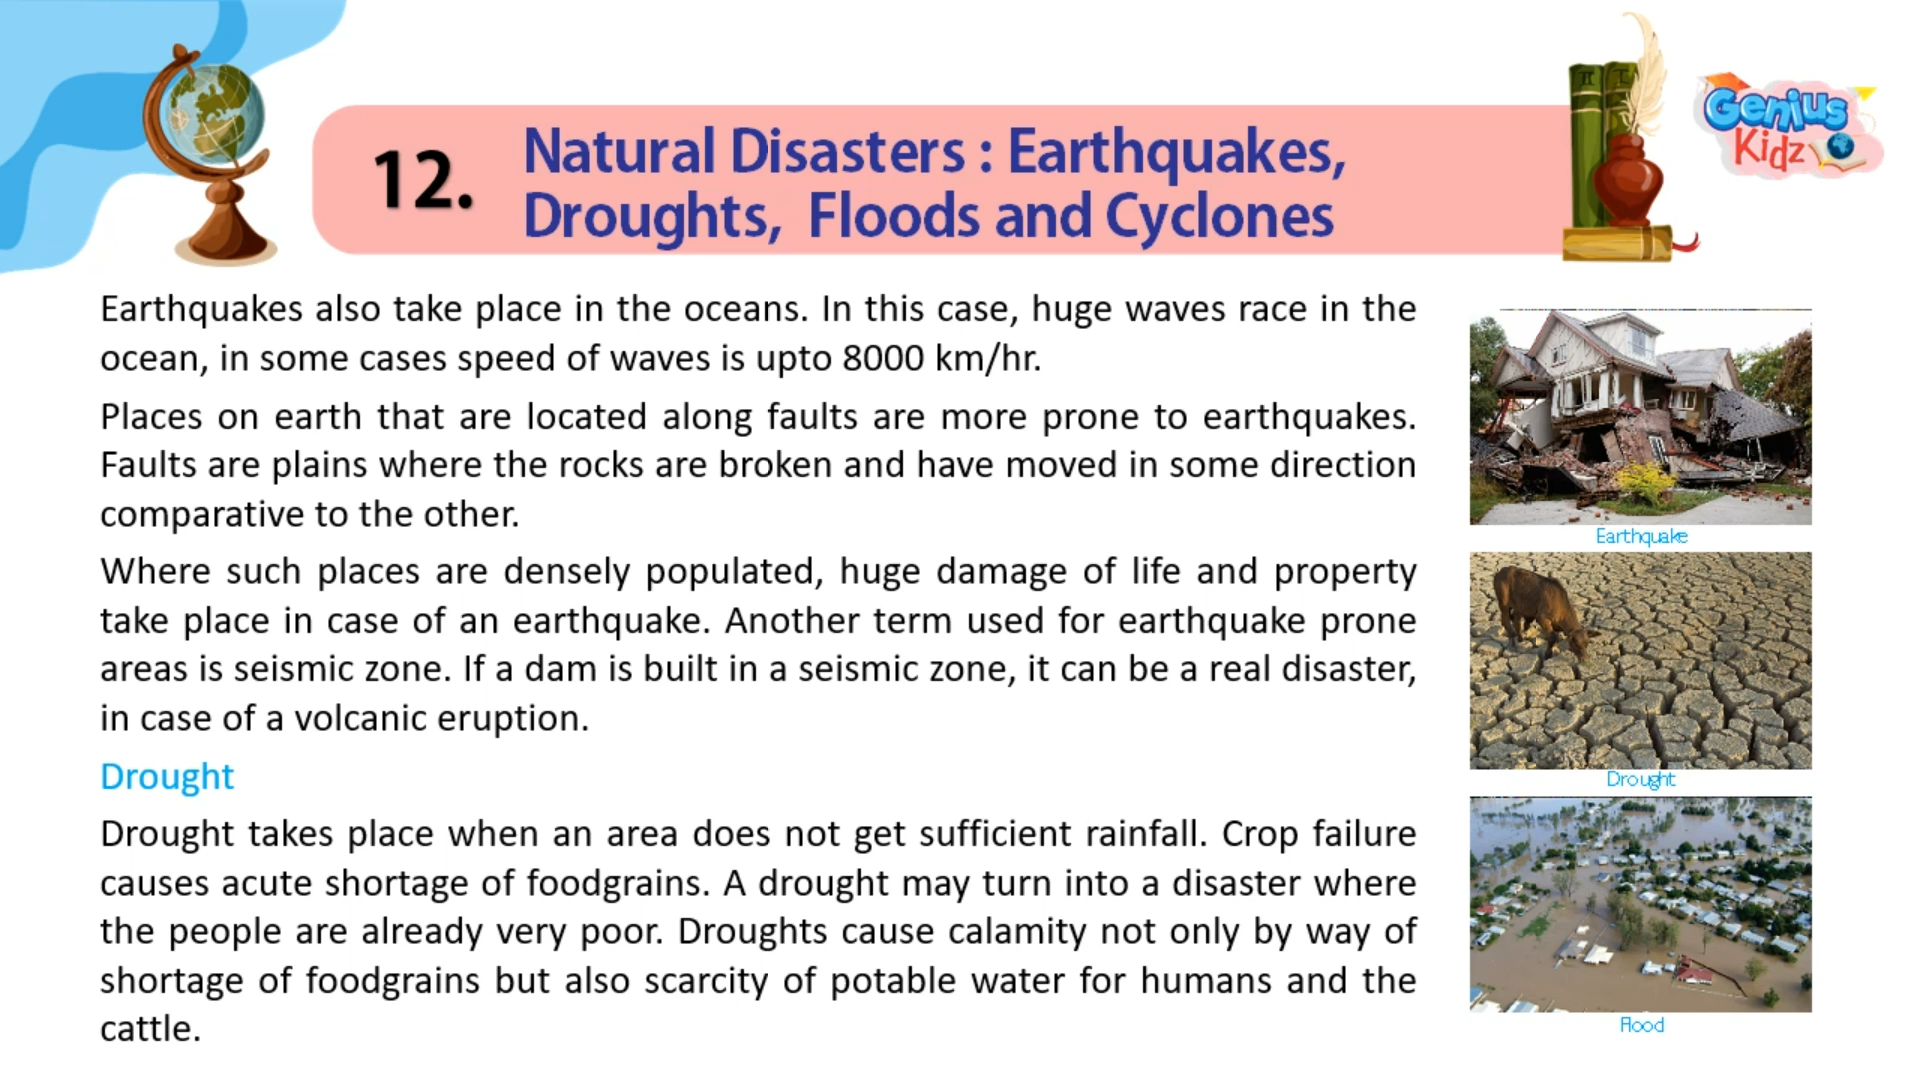 12.
Natural Disasters : Earthquakes,
Droughts, Floods and Cyclones
Genius
Kidz
Earthquakes also take place in the oceans. In this case, huge waves race in the
ocean, in some cases speed of waves is upto 8000 km/hr.
Places on earth that are located along faults are more prone to earthquakes.
Faults are plains where the rocks are broken and have moved in some direction
comparative to the other.
Where such places are densely populated, huge damage of life and property
take place in case of an earthquake. Another term used for earthquake prone
areas is seismic zone. If a dam is built in a seismic zone, it can be a real disaster,
in case of a volcanic eruption.
Drought
Drought takes place when an area does not get sufficient rainfall. Crop failure
causes acute shortage of foodgrains. A drought may turn into a disaster where
the people are already very poor. Droughts cause calamity not only by way of
shortage of foodgrains but also scarcity of potable water for humans and the
cattle.
Earthquake
Drought
Flood